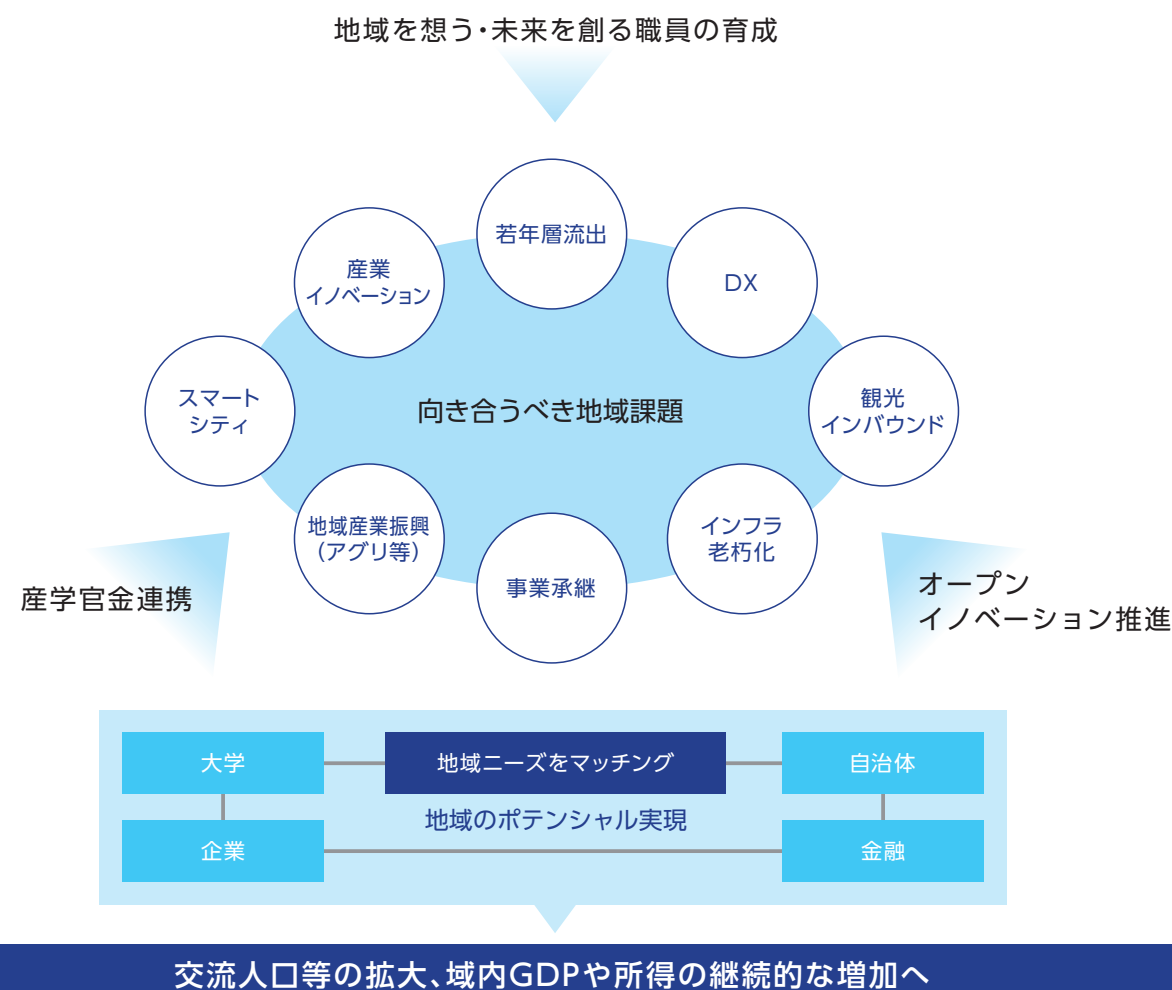 地域を想う・未来を創る職員の育成
若年層流出
産業
イノベーション
DX
スマート
シティ
向き合うべき地域課題
観光
インバウンド
地域産業振興
(アグリ等)
事業承継
インフラ
老朽化
産学官金連携
オープン
イノベーション推進
大学
地域ニーズをマッチング
自治体
地域のポテンシャル実現
企業
金融
交流人口等の拡大、域内GDPや所得の継続的な増加へ